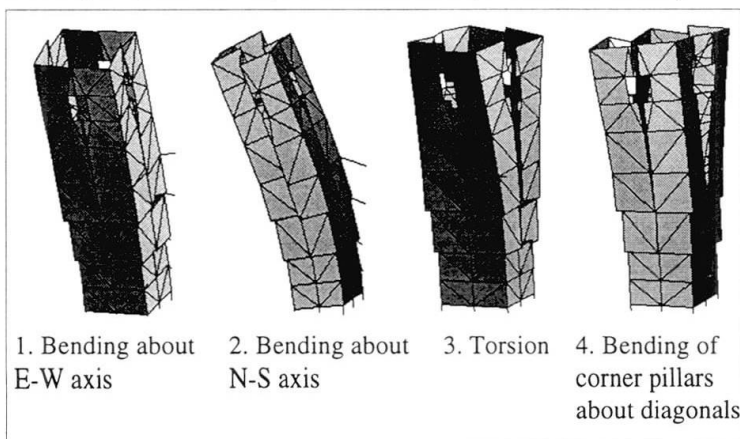 1. Bending about
E-W axis
2. Bending about
N-S axis
3. Torsion
4. Bending of
corner pillars
about diagonals